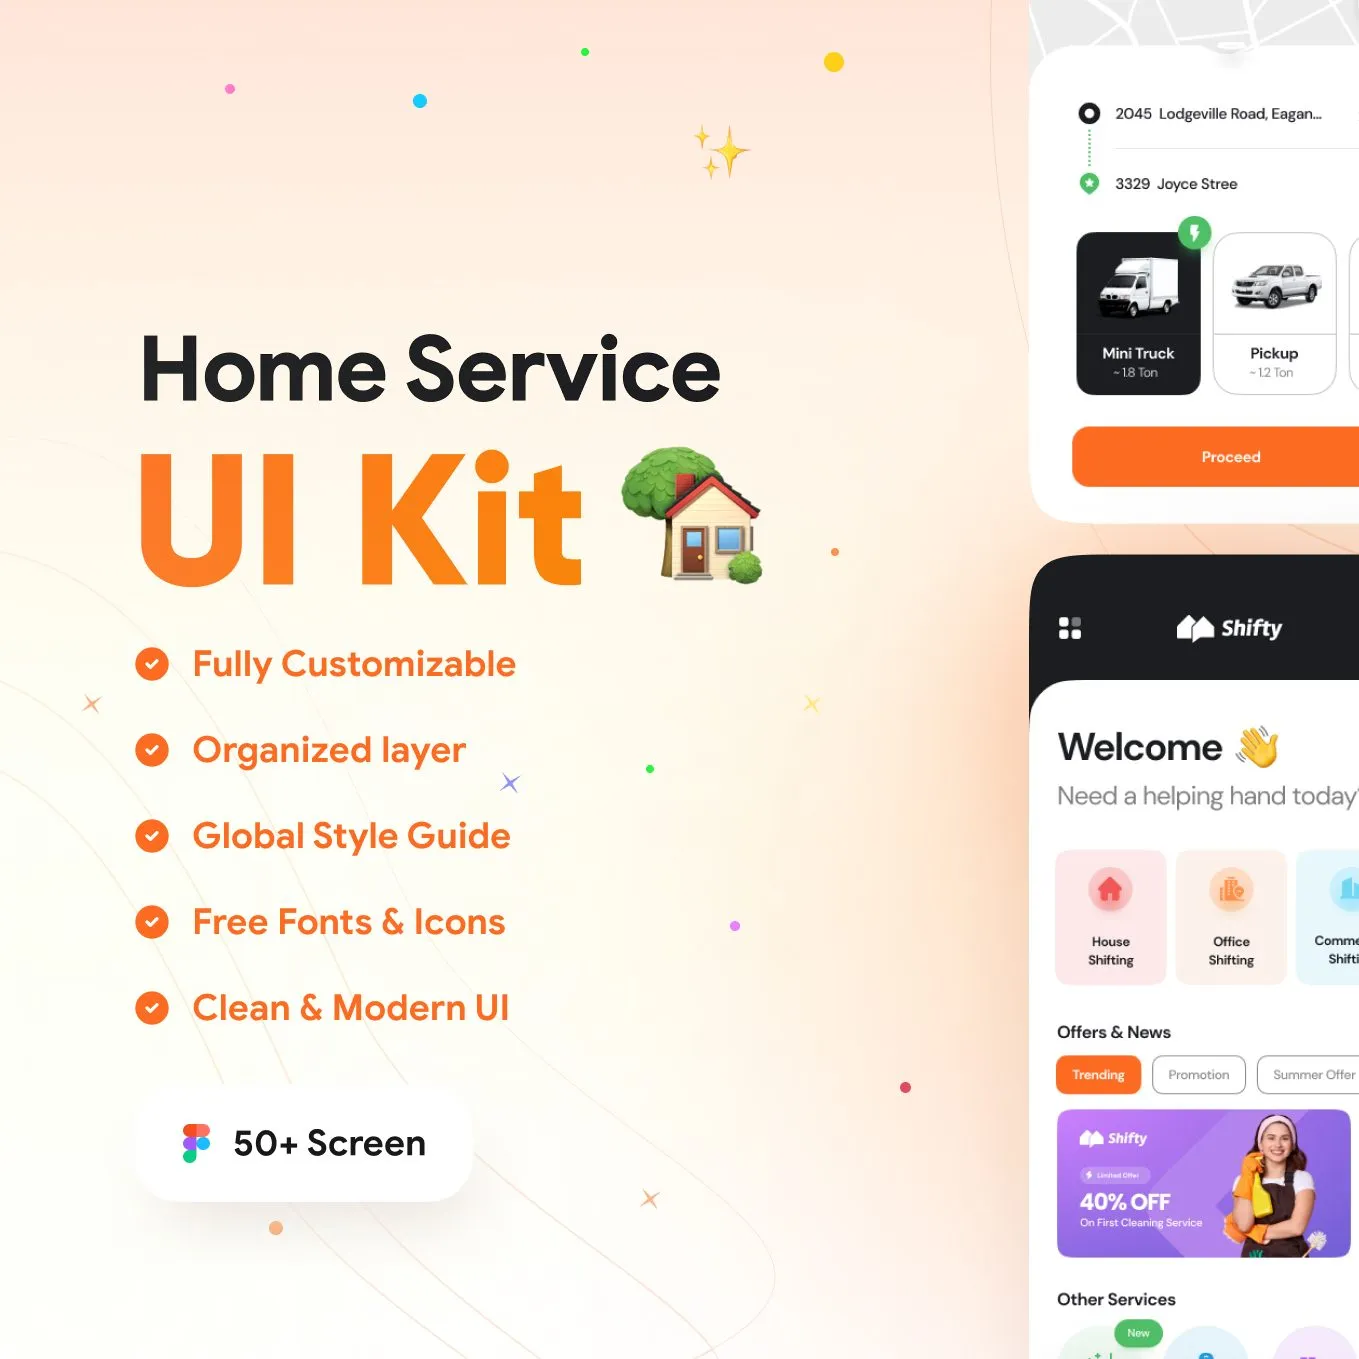 Home Service
UI Kit
Fully Customizable
Organized layer
Global Style Guide
Free Fonts & Icons
Clean & Modern UI
50+ Screen
2045 Lodgeville Road, Eagan...
3329 Joyce Stree
Mini Truck
~ 1.8 Ton
Pickup
~ 1.2 Ton
Proceed
Shifty
Welcome
Need a helping hand today
House
Shifting
Office
Shifting
Comme
Shifti
Offers & News
Trending
Promotion
Summer Offer
Shifty
Limited Offer
40% OFF
On First Cleaning Service
Other Services
New